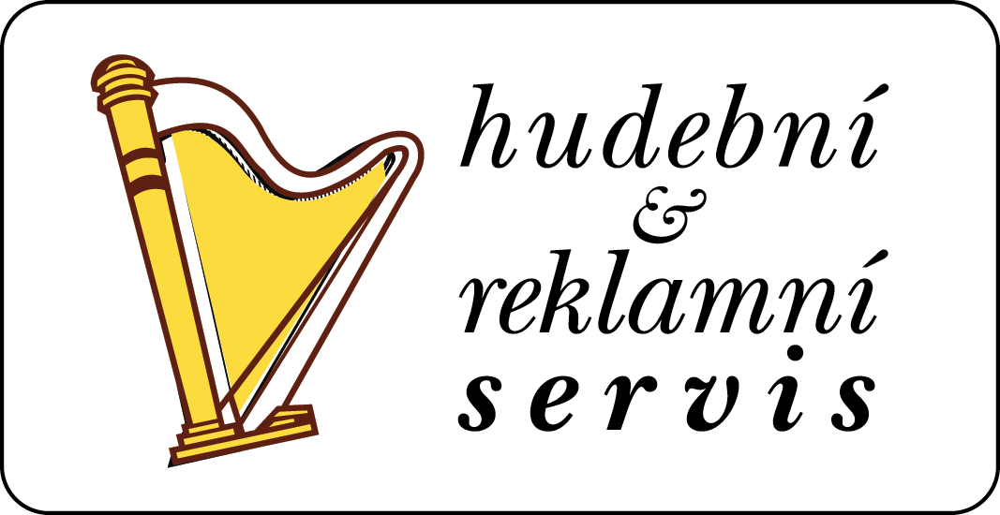 hudební
&
reklamní
servis